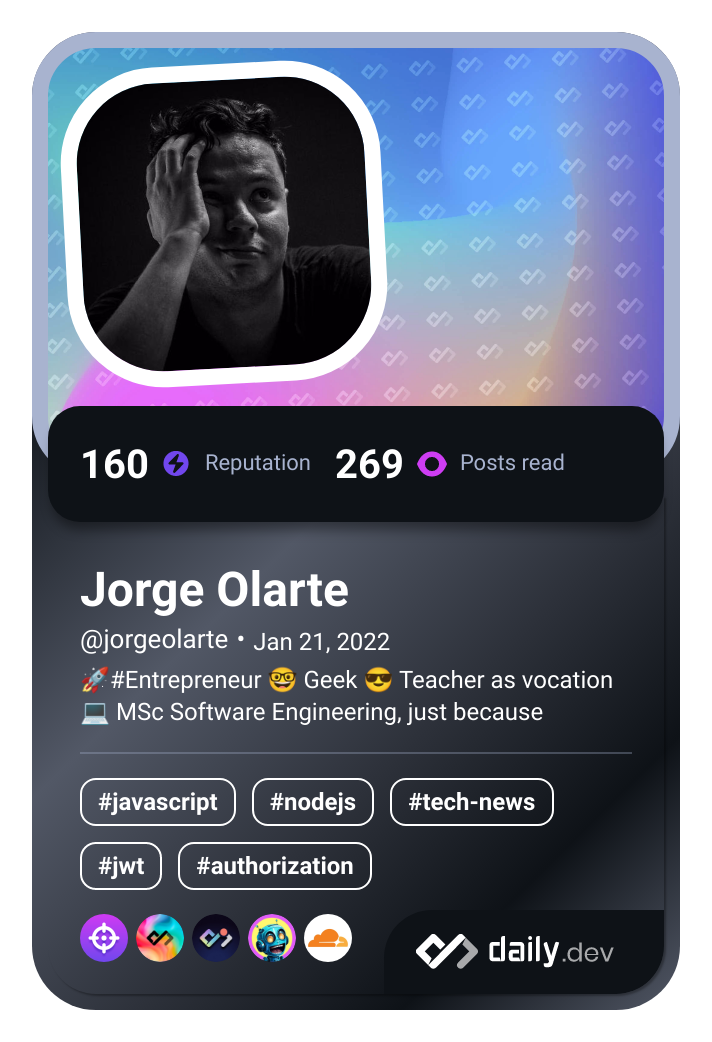 160 Reputation 269 Posts read
Jorge Olarte
@jorgeolarte • Jan 21, 2022
🚀#Entrepreneur 🤓 Geek 😎 Teacher as vocation
💻 MSc Software Engineering, just because
#javascript #nodejs #tech-news
#jwt #authorization
daily.dev